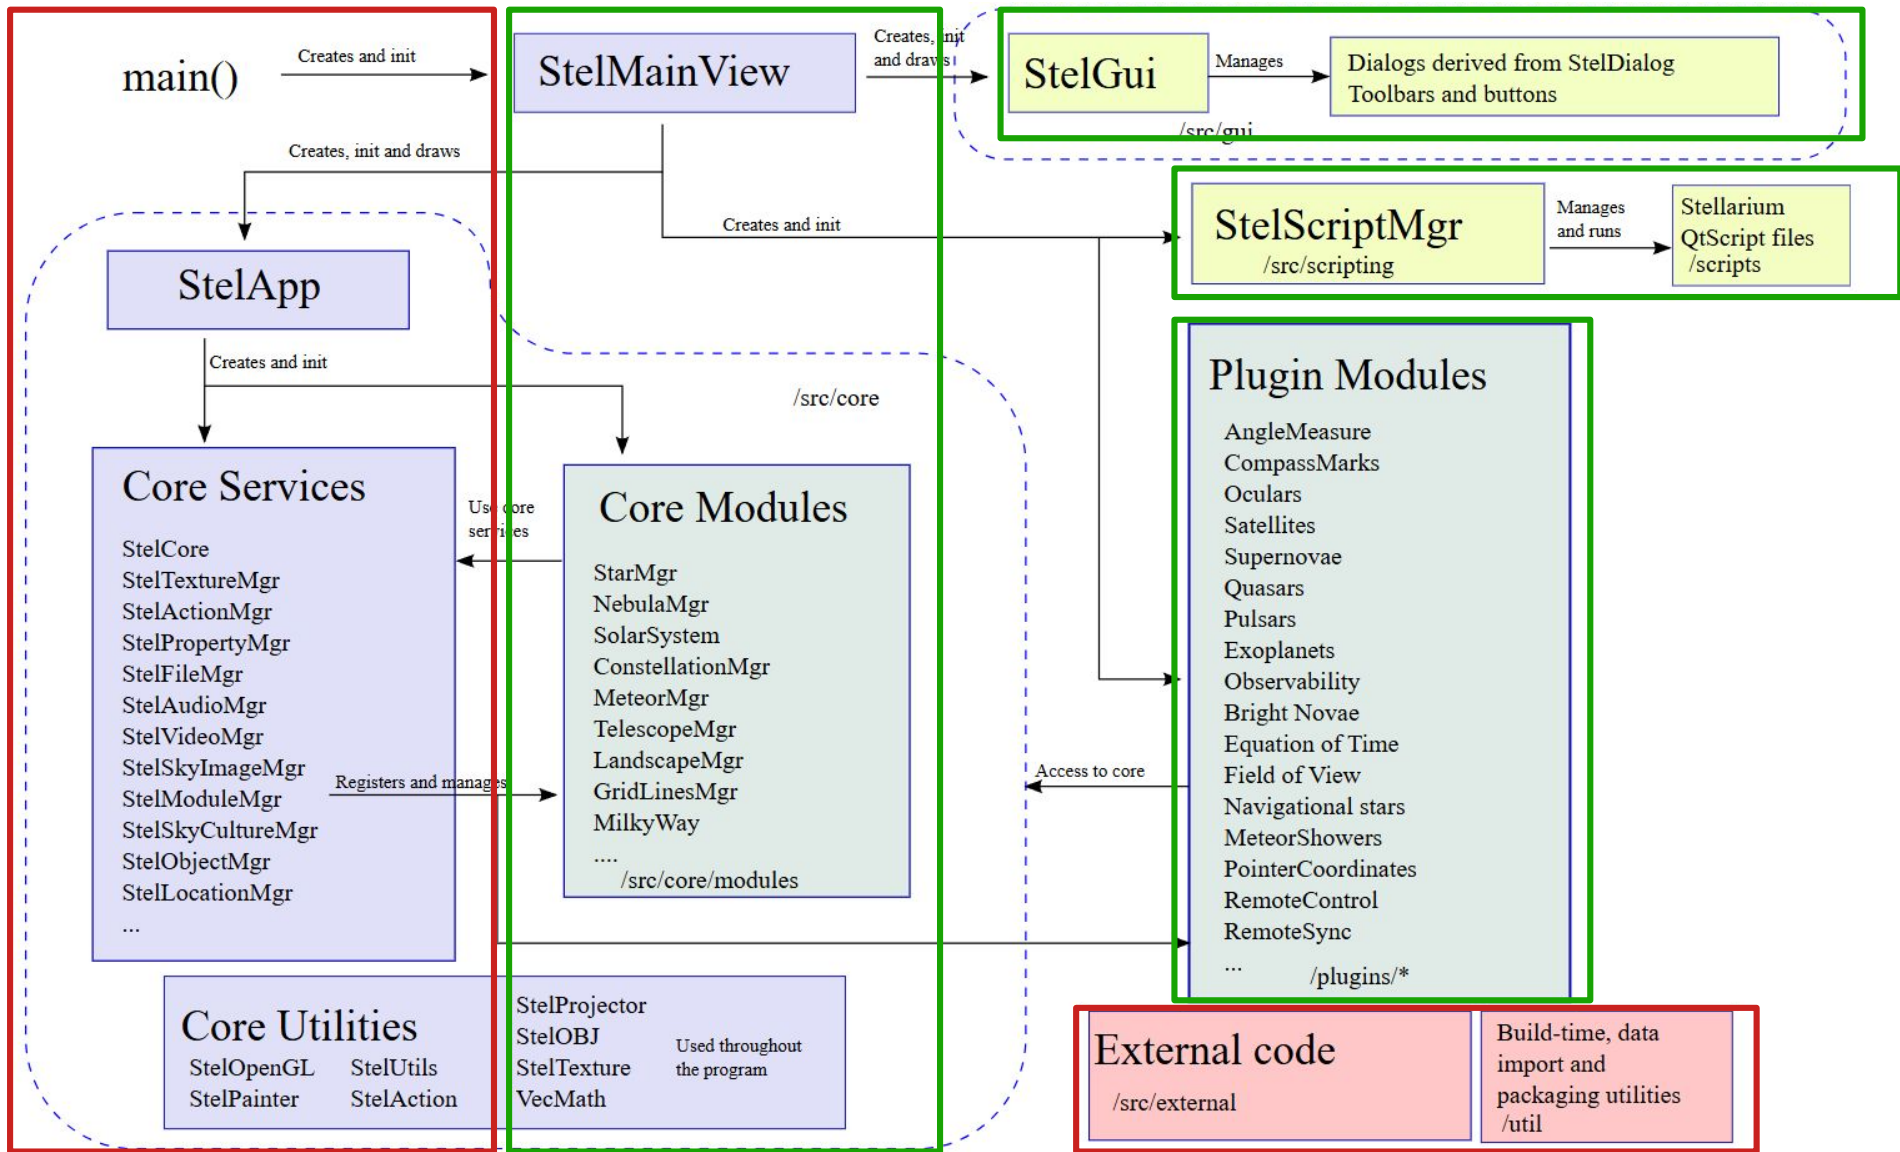 main()
Creates and init
StelMainView
Creates, init
and draws
StelGui
Manages
Dialogs derived from StelDialog
Toolbars and buttons
/src/gui
Creates, init and draws
Creates and init
StelScriptMgr
/src/scripting
Manages
and runs
Stellarium
QtScript files
/scripts
StelApp
Creates and init
/src/core
Core Services
StelCore
StelTextureMgr
StelActionMgr
StelPropertyMgr
StelFileMgr
StelAudioMgr
StelVideoMgr
StelSkyImageMgr
StelModuleMgr
StelSkyCultureMgr
StelObjectMgr
StelLocationMgr
...
Use core
services
Registers and manages
Core Modules
StarMgr
NebulaMgr
SolarSystem
ConstellationMgr
MeteorMgr
TelescopeMgr
LandscapeMgr
GridLinesMgr
MilkyWay
....
/src/core/modules
Access to core
Plugin Modules
AngleMeasure
CompassMarks
Oculars
Satellites
Supernovae
Quasars
Pulsars
Exoplanets
Observability
Bright Novae
Equation of Time
Field of View
Navigational stars
MeteorShowers
PointerCoordinates
RemoteControl
RemoteSync
...
/plugins/*
Core Utilities
StelOpenGL
StelPainter
StelUtils
StelAction
StelProjector
StelOBJ
StelTexture
VecMath
Used throughout
the program
External code
/src/external
Build-time, data
import and
packaging utilities
/util